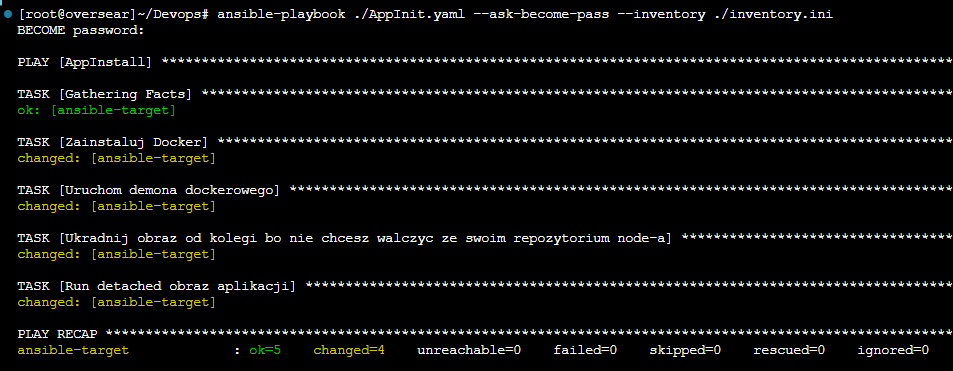 [root@oversear]~/Devops# ansible-playbook ./AppInit.yaml --ask-become-pass --inventory ./inventory.ini
BECOME password:
PLAY [AppInstall] ****************************************************************************************************
TASK [Gathering Facts] ***********************************************************************************************
ok: [ansible-target]
TASK [Zainstaluj Docker] *********************************************************************************************
changed: [ansible-target]
TASK [Uruchom demona dockerowego] ************************************************************************************
changed: [ansible-target]
TASK [Ukradnij obraz od kolegi bo nie chcesz walczyc ze swoim repozytorium node-a] ***********************************
changed: [ansible-target]
TASK [Run detached obraz aplikacji] **********************************************************************************
changed: [ansible-target]
PLAY RECAP ***********************************************************************************************************
ansible-target : ok=5 changed=4 unreachable=0 failed=0 skipped=0 rescued=0 ignored=0